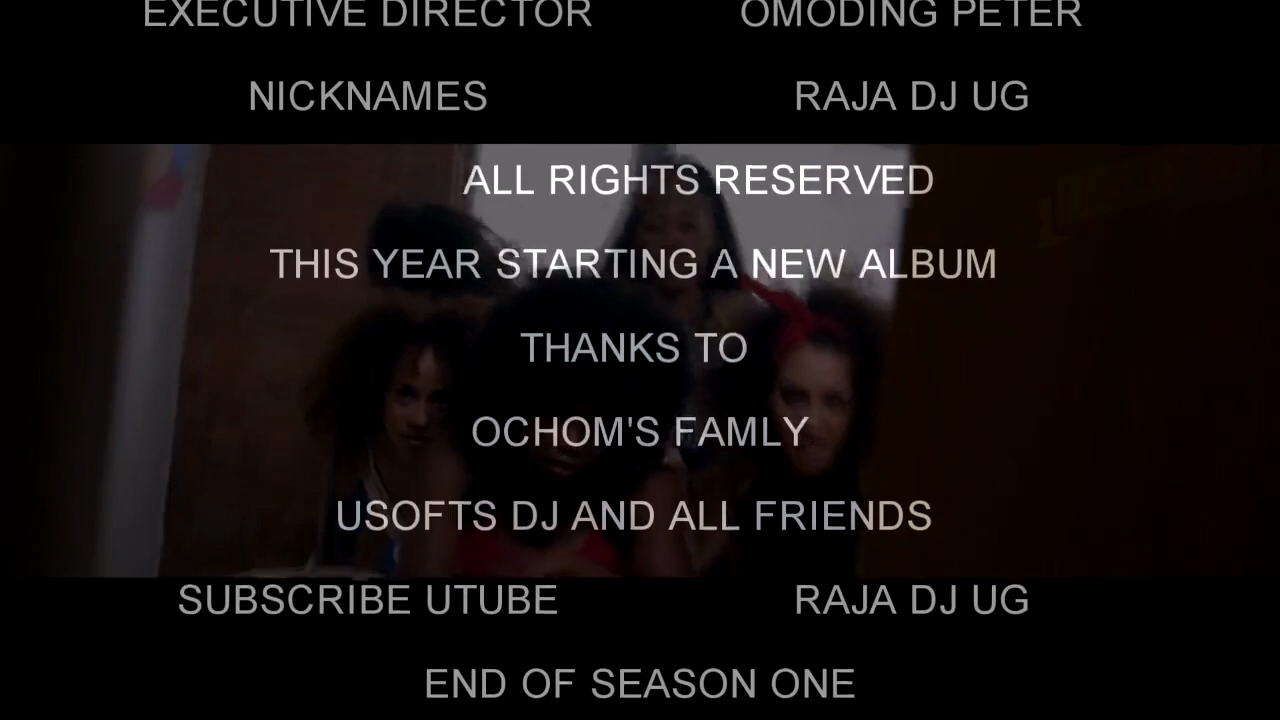 EXECUTIVE DIRECTOR OMODING PETER
NICKNAMES RAJA DJ UG
ALL RIGHTS RESERVED
THIS YEAR STARTING A NEW ALBUM
THANKS TO
OCHOM'S FAMLY
USOFTS DJ AND ALL FRIENDS
SUBSCRIBE UTUBE RAJA DJ UG
END OF SEASON ONE